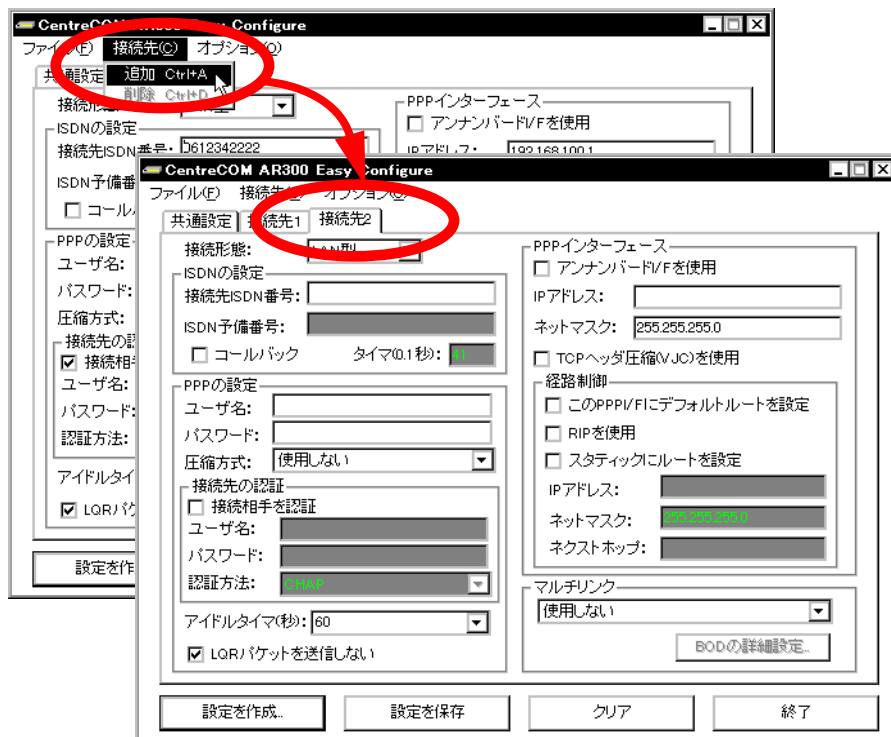 CentreCOM Easy Configure
接続先(C) オプション(O)
共通設定 追加 Ctrl+A
削除 Ctrl+D
接続形
ISDNの設定
接続先ISDN番号: 0612342222
ISDN予備番
コール
PPPの設定
ユーザ名:
パスワード:
圧縮方式:
接続先の認
接続相手
ユーザ名:
パスワード:
認証方法:
アイドルタイ
LQRパケ
設定を作
PPPインターフェース
アンナンバードI/Fを使用
IPアドレス: 192.168.100.1
CentreCOM AR300 Easy Configure
ファイル(F) 接続先 オプション(O)
共通設定 接続先1 接続先2
接続形態: LAN型
ISDNの設定
接続先ISDN番号:
ISDN予備番号:
コールバック タイマ(0.1秒): 41
PPPの設定
ユーザ名:
パスワード:
圧縮方式: 使用しない
接続先の認証
接続相手を認証
ユーザ名:
パスワード:
認証方法: CHAP
アイドルタイマ(秒): 60
LQRパケットを送信しない
PPPインターフェース
アンナンバードI/Fを使用
IPアドレス:
ネットマスク: 255.255.255.0
TCPヘッダ圧縮(VJC)を使用
経路制御
このPPPI/Fにデフォルトルートを設定
RIPを使用
スタティックにルートを設定
IPアドレス:
ネットマスク: 255.255.255.0
ネクストホップ:
マルチリンク
使用しない
BODの詳細設定...
設定を作成... 設定を保存 クリア 終了